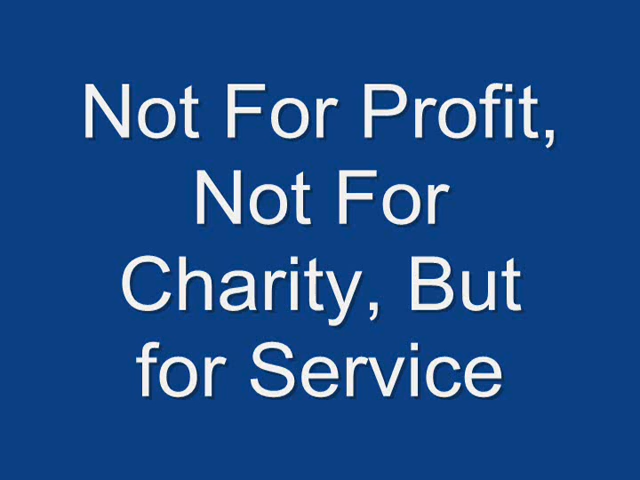 Not For Profit,
Not For
Charity, But
for Service